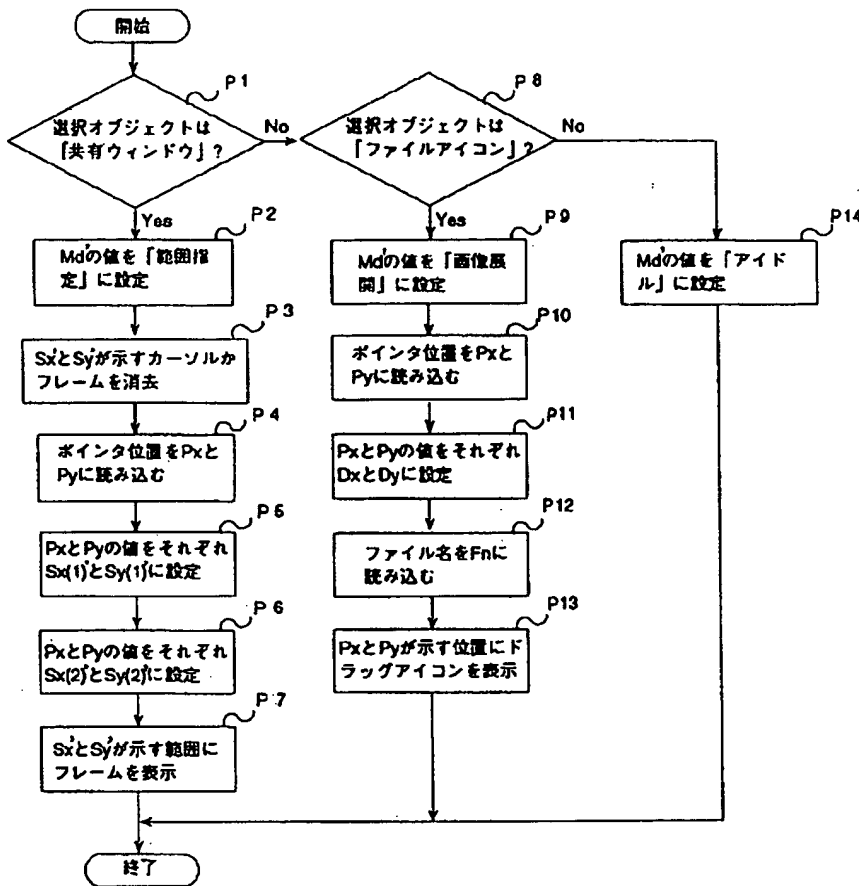 開始
P1
選択オブジェクトは
「共有ウィンドウ」?
No
Yes
P2
Md'の値を「範囲指
定」に設定
P3
Sx'とSy'が示すカーソルか
フレームを消去
P4
ポインタ位置をPxと
Pyに読み込む
P5
PxとPyの値をそれぞれ
Sx(1)'とSy(1)'に設定
P6
PxとPyの値をそれぞれ
Sx(2)'とSy(2)'に設定
P7
Sx'とSy'が示す範囲に
フレームを表示
P8
選択オブジェクトは
「ファイルアイコン」?
No
Yes
P9
Md'の値を「画像展
開」に設定
P10
ポインタ位置をPxと
Pyに読み込む
P11
PxとPyの値をそれぞれ
DxとDyに設定
P12
ファイル名をFnに
読み込む
P13
PxとPyが示す位置にド
ラッグアイコンを表示
P14
Md'の値を「アイド
ル」に設定
終了